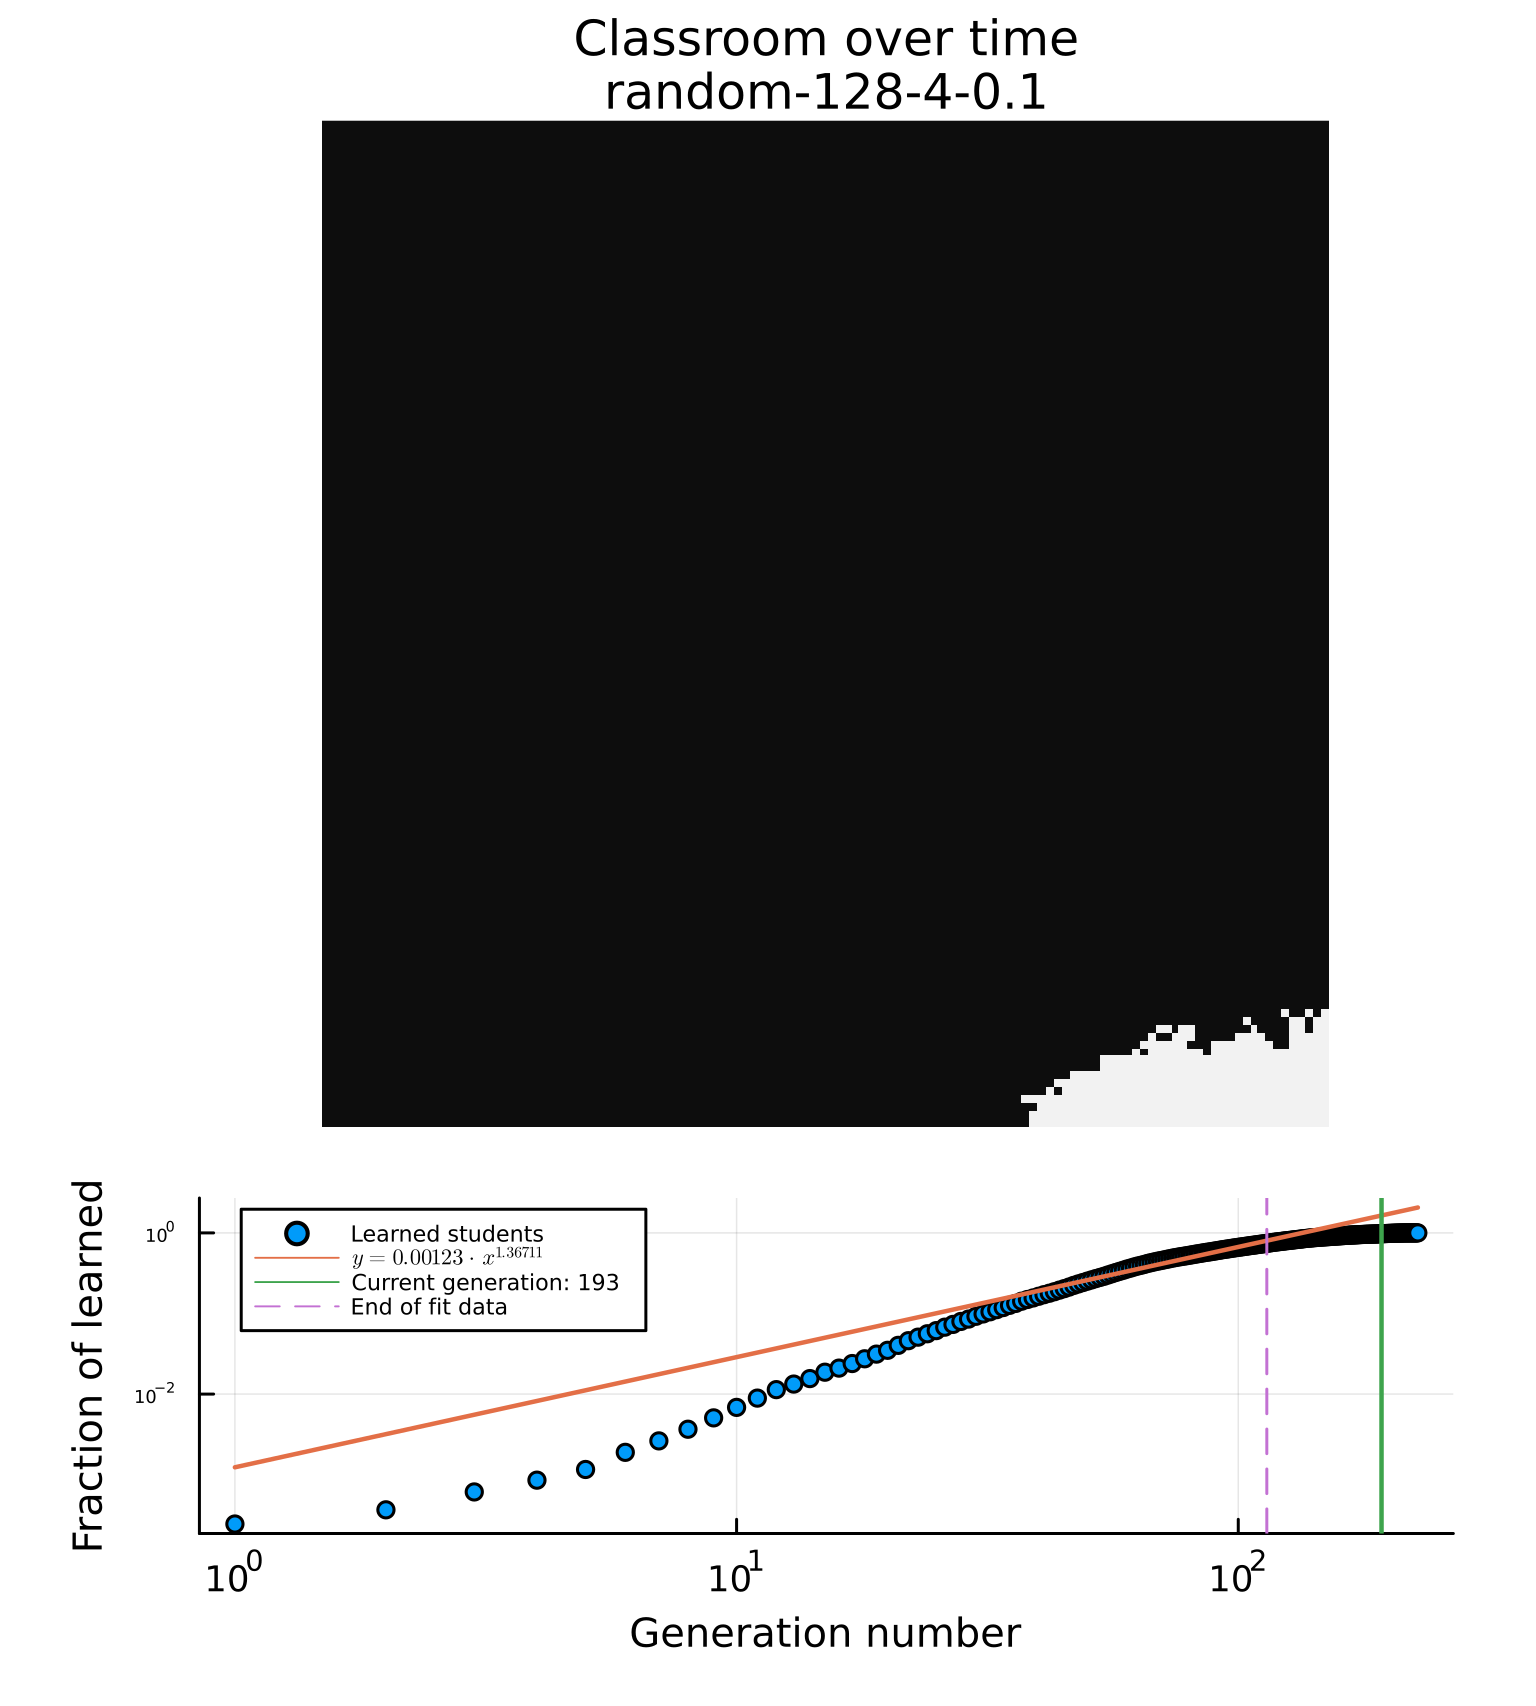 Classroom over time
random-128-4-0.1
Fraction of learned
10⁰
10⁻²
Learned students
y = 0.00123 · x^1.36711
Current generation: 193
End of fit data
10⁰ 10¹ 10²
Generation number